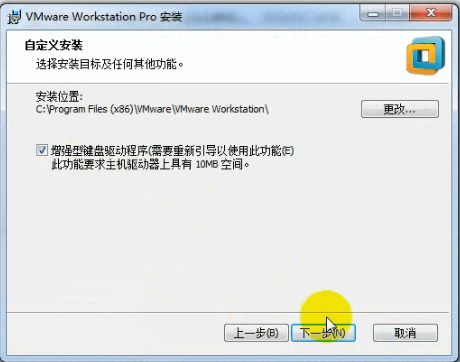 VMware Workstation Pro 安装
自定义安装
选择安装目标及任何其他功能。
安装位置:
C:\Program Files (x86)\VMware\VMware Workstation\
更改...
增强型键盘驱动程序(需要重新引导以使用此功能(E)
此功能要求主机驱动器上具有 10MB 空间。
上一步(B) 下一步(N) 取消